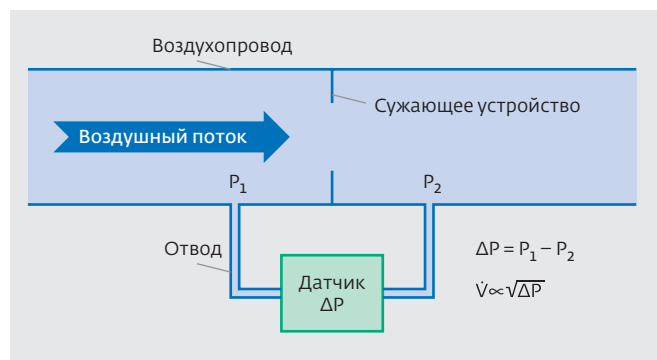 Воздухопровод
Сужающее устройство
Воздушный поток
P₁
P₂
Отвод
Датчик
ΔP
ΔP = P₁ – P₂
V̇∝√ΔP